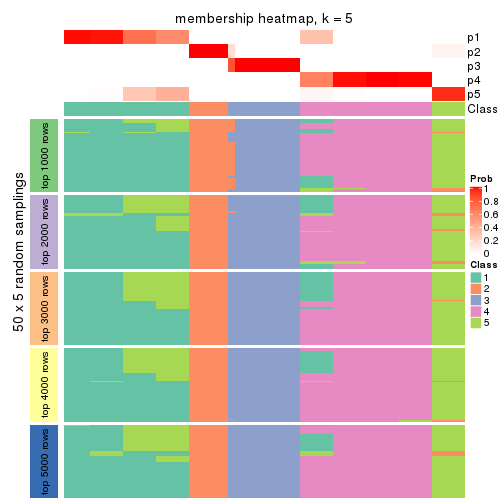 membership heatmap, k = 5
p1
p2
p3
p4
p5
Class
50 x 5 random samplings
top 1000 rows
top 2000 rows
top 3000 rows
top 4000 rows
top 5000 rows
Prob
1
0.8
0.6
0.4
0.2
0
Class
1
2
3
4
5